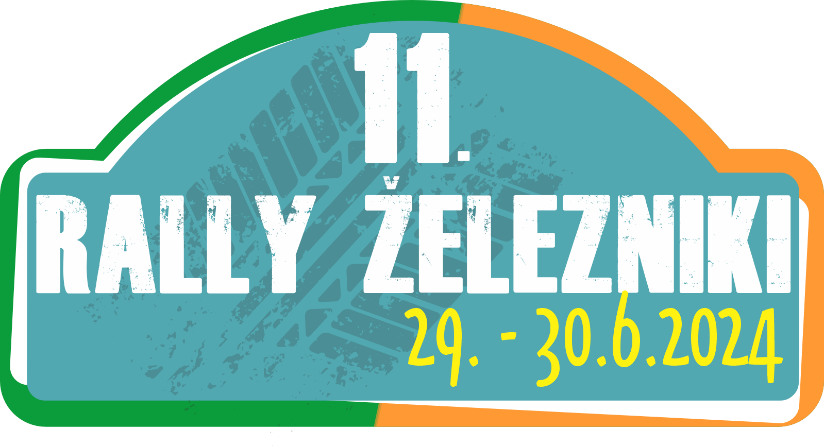 11.
RALLY ŽELEZNIKI
29. - 30.6.2024